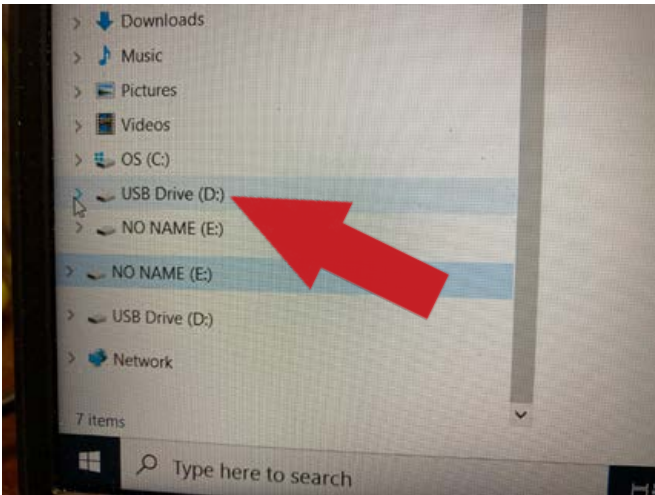 Downloads
Music
Pictures
Videos
OS (C:)
USB Drive (D:)
NO NAME (E:)
NO NAME (E:)
USB Drive (D:)
Network
7 items
Type here to search